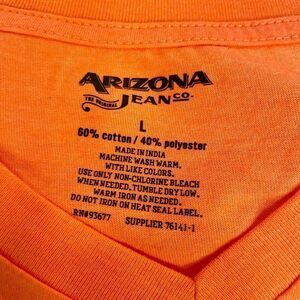 ARIZONA
THE ORIGINAL JEAN CO.
L
60% cotton / 40% polyester
MADE IN INDIA
MACHINE WASH WARM.
WITH LIKE COLORS.
USE ONLY NON-CHLORINE BLEACH
WHEN NEEDED. TUMBLE DRY LOW.
WARM IRON AS NEEDED.
DO NOT IRON ON HEAT SEAL LABEL.
RN#93677 SUPPLIER 76141-1